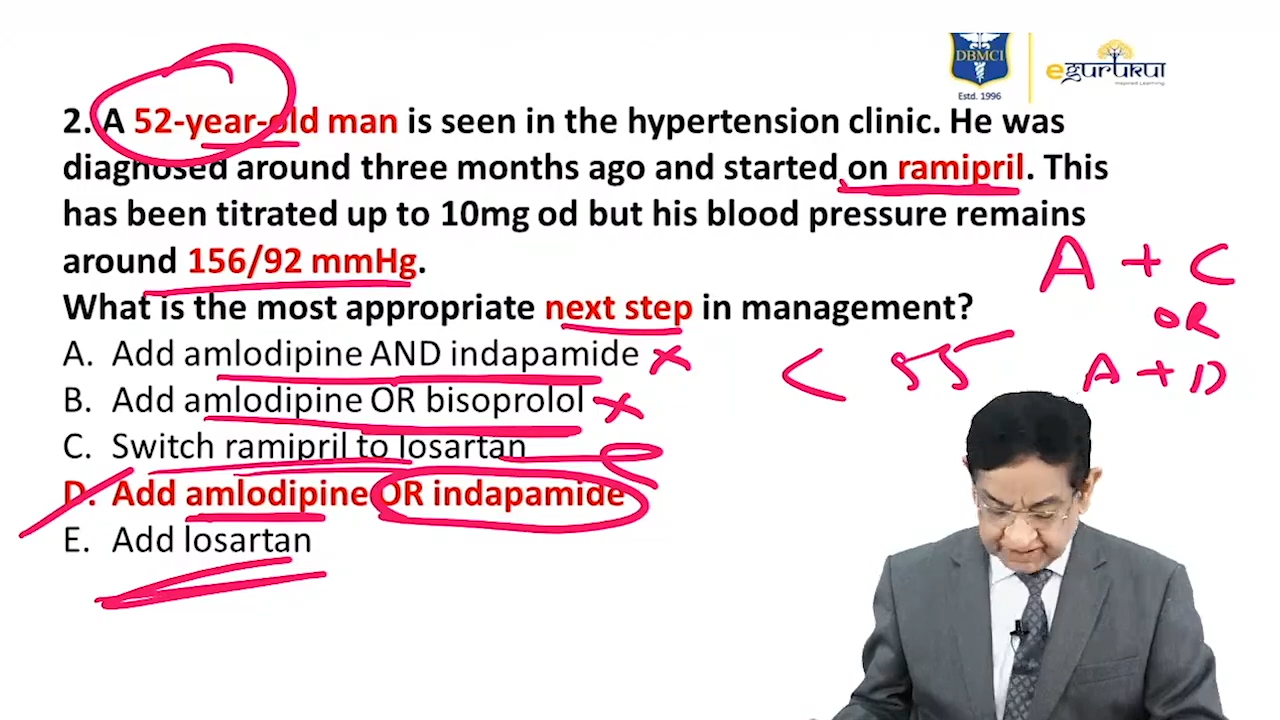 DBMCI
Estd. 1996
egurukul
Inspired Learning
2. A 52-year-old man is seen in the hypertension clinic. He was
diagnosed around three months ago and started on ramipril. This
has been titrated up to 10mg od but his blood pressure remains
around 156/92 mmHg.
What is the most appropriate next step in management?
A. Add amlodipine AND indapamide
B. Add amlodipine OR bisoprolol
C. Switch ramipril to losartan
D. Add amlodipine OR indapamide
E. Add losartan
A + C
OR
A + D
< 55